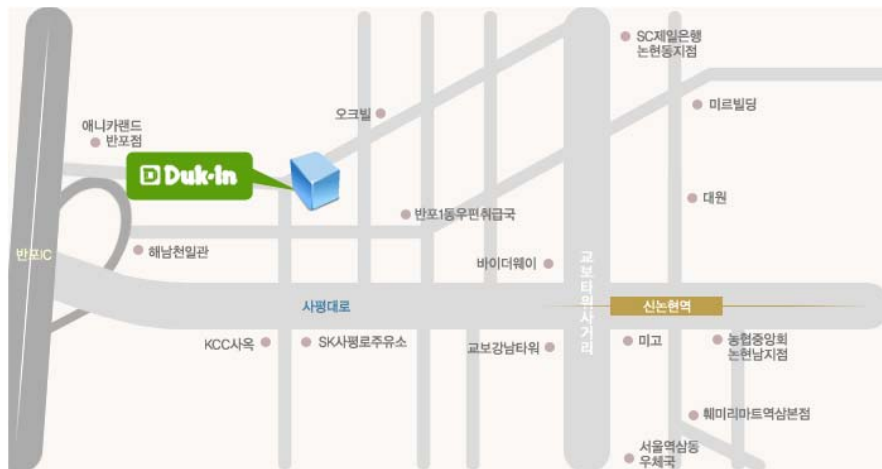 SC제일은행
논현동지점
미르빌딩
오크빌
애니카랜드
반포점
Duk·in
대원
반포1동우편취급국
반포IC
해남천일관
바이더웨이
교보타워사거리
사평대로
신논현역
KCC사옥
SK사평로주유소
교보강남타워
미고
농협중앙회
논현남지점
훼미리마트역삼본점
서울역삼동
우체국